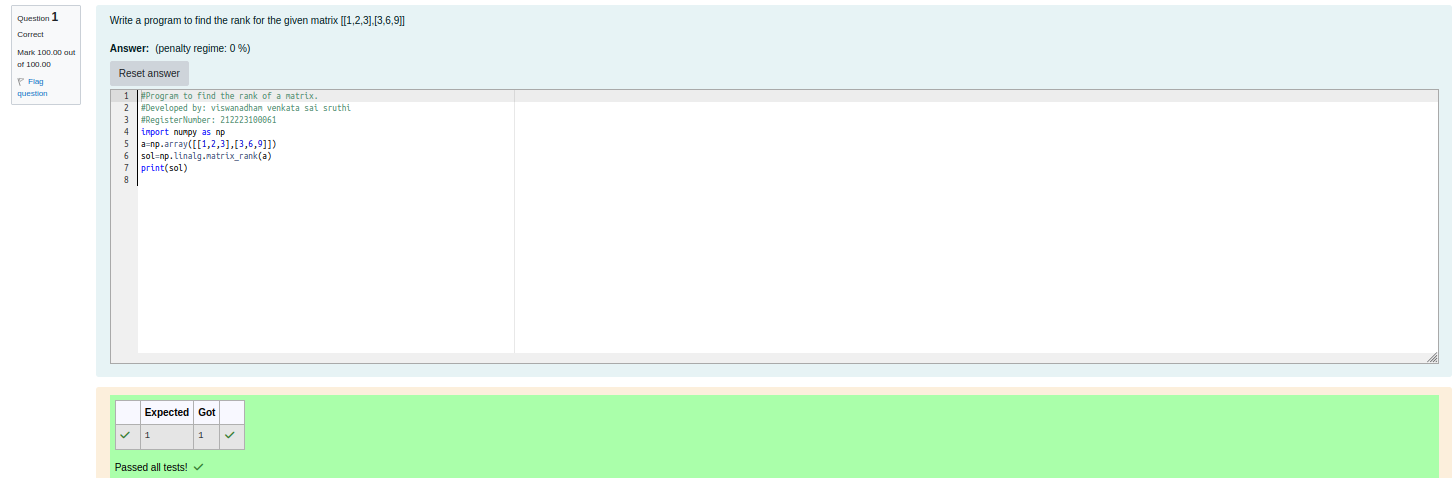 Question 1
Correct
Mark 100.00 out
of 100.00
Flag
question
Write a program to find the rank for the given matrix [[1,2,3],[3,6,9]]
Answer: (penalty regime: 0 %)
Reset answer
1 #Program to find the rank of a matrix.
2 #Developed by: viswanadham venkata sai sruthi
3 #RegisterNumber: 212223100061
4 import numpy as np
5 a=np.array([[1,2,3],[3,6,9]])
6 sol=np.linalg.matrix_rank(a)
7 print(sol)
8
Expected Got
1 1
Passed all tests!